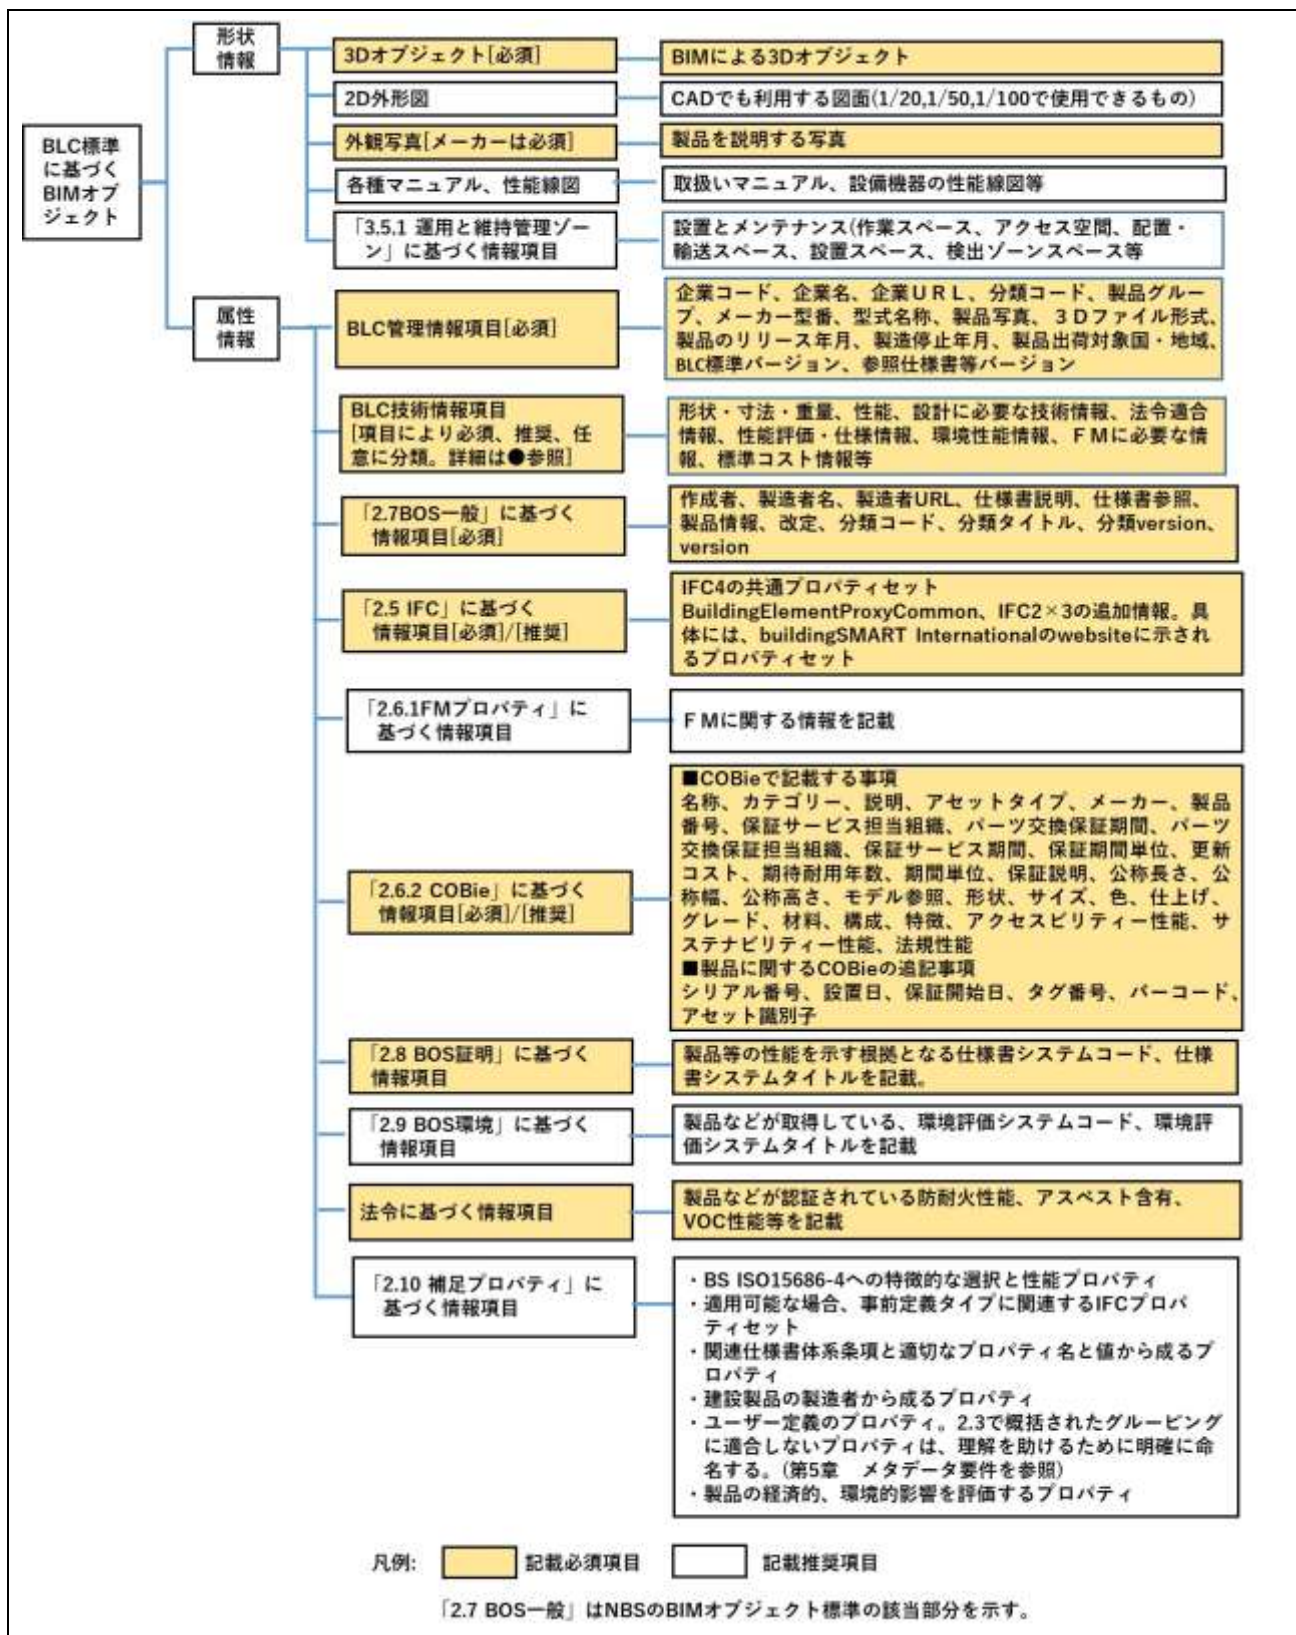 BLC標準
に基づく
BIMオブ
ジェクト
形状
情報
3Dオブジェクト[必須]
BIMによる3Dオブジェクト
2D外形図
CADでも利用する図面(1/20,1/50,1/100で使用できるもの)
外観写真[メーカーは必須]
製品を説明する写真
各種マニュアル、性能線図
取扱いマニュアル、設備機器の性能線図等
「3.5.1 運用と維持管理ゾー
ン」に基づく情報項目
設置とメンテナンス(作業スペース、アクセス空間、配置・
輸送スペース、設置スペース、検出ゾーンスペース等
属性
情報
BLC管理情報項目[必須]
企業コード、企業名、企業URL、分類コード、製品グルー
プ、メーカー型番、型式名称、製品写真、3Dファイル形式、
製品のリリース年月、製造停止年月、製品出荷対象国・地域、
BLC標準バージョン、参照仕様書等バージョン
BLC技術情報項目
[項目により必須、推奨、任
意に分類。詳細は●参照]
形状・寸法・重量、性能、設計に必要な技術情報、法令適合
情報、性能評価・仕様情報、環境性能情報、FMに必要な情
報、標準コスト情報等
「2.7BOS一般」に基づく
情報項目[必須]
作成者、製造者名、製造者URL、仕様書説明、仕様書参照、
製品情報、改定、分類コード、分類タイトル、分類version、
version
「2.5 IFC」に基づく
情報項目[必須]/[推奨]
IFC4の共通プロパティセット
BuildingElementProxyCommon、IFC2×3の追加情報。具
体には、buildingSMART Internationalのwebsiteに示され
るプロパティセット
「2.6.1FMプロパティ」に
基づく情報項目
FMに関する情報を記載
「2.6.2 COBie」に基づく
情報項目[必須]/[推奨]
■COBieで記載する事項
名称、カテゴリー、説明、アセットタイプ、メーカー、製品
番号、保証サービス担当組織、パーツ交換保証期間、パーツ
交換保証担当組織、保証サービス期間、保証期間単位、更新
コスト、期待耐用年数、期間単位、保証説明、公称長さ、公
称幅、公称高さ、モデル参照、形状、サイズ、色、仕上げ、
グレード、材料、構成、特徴、アクセスビリティー性能、サ
ステナビリティー性能、法規性能
■製品に関するCOBieの追記事項
シリアル番号、設置日、保証開始日、タグ番号、バーコード、
アセット識別子
「2.8 BOS証明」に基づく
情報項目
製品等の性能を示す根拠となる仕様書システムコード、仕様
書システムタイトルを記載。
「2.9 BOS環境」に基づく
情報項目
製品などが取得している、環境評価システムコード、環境評
価システムタイトルを記載
法令に基づく情報項目
製品などが認証されている防耐火性能、アスベスト含有、
VOC性能等を記載
「2.10 補足プロパティ」に
基づく情報項目
・BS ISO15686-4への特徴的な選択と性能プロパティ
・適用可能な場合、事前定義タイプに関連するIFCプロパ
ティセット
・関連仕様書体系条項と適切なプロパティ名と値から成るプ
ロパティ
・建設製品の製造者から成るプロパティ
・ユーザー定義のプロパティ。2.3で概括されたグルーピング
に適合しないプロパティは、理解を助けるために明確に命
名する。(第5章 メタデータ要件を参照)
・製品の経済的、環境的影響を評価するプロパティ
凡例: 記載必須項目 記載推奨項目
「2.7 BOS一般」はNBSのBIMオブジェクト標準の該当部分を示す。